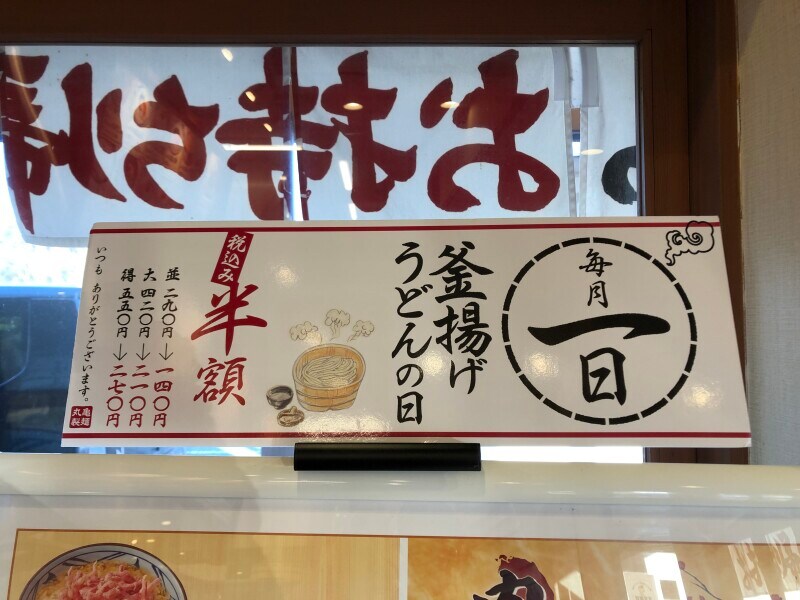 毎月
一日
釜揚げ
うどんの日
税込み
半額
並 二九〇円→一四〇円
大 四二〇円→二一〇円
得 五五〇円→二七〇円
いつも ありがとうございます。
丸亀
製麺